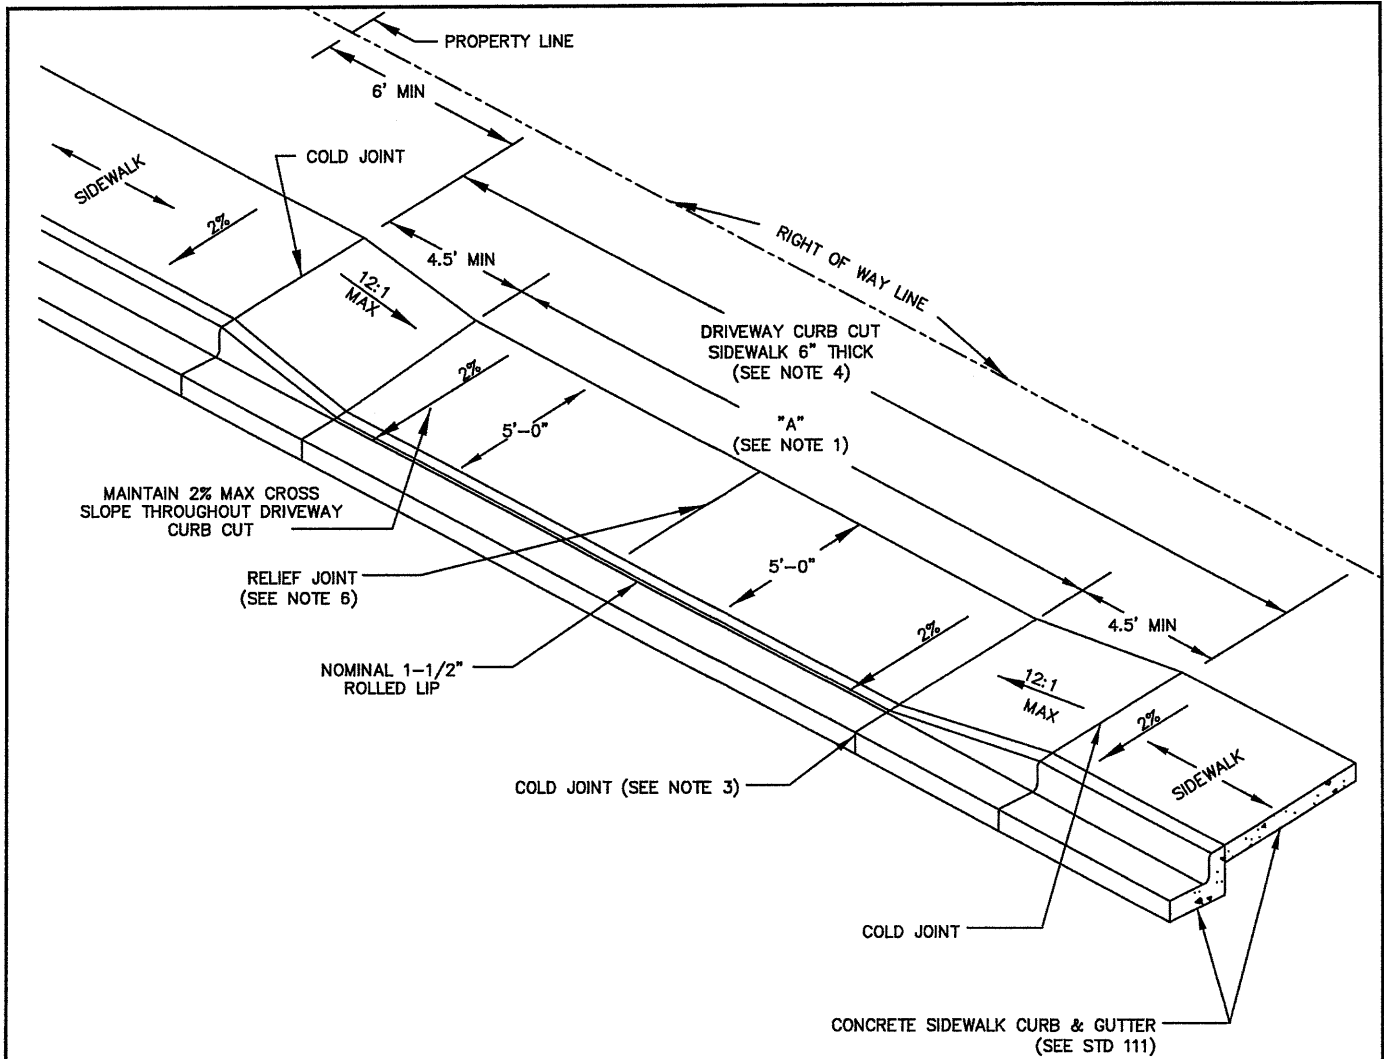 PROPERTY LINE
6' MIN
COLD JOINT
SIDEWALK
2%
4.5' MIN
12:1
MAX
RIGHT OF WAY LINE
DRIVEWAY CURB CUT
SIDEWALK 6" THICK
(SEE NOTE 4)
2%
"A"
(SEE NOTE 1)
5'-0"
MAINTAIN 2% MAX CROSS
SLOPE THROUGHOUT DRIVEWAY
CURB CUT
RELIEF JOINT
(SEE NOTE 6)
5'-0"
4.5' MIN
2%
NOMINAL 1-1/2"
ROLLED LIP
12:1
MAX
2%
SIDEWALK
COLD JOINT (SEE NOTE 3)
COLD JOINT
CONCRETE SIDEWALK CURB & GUTTER
(SEE STD 111)